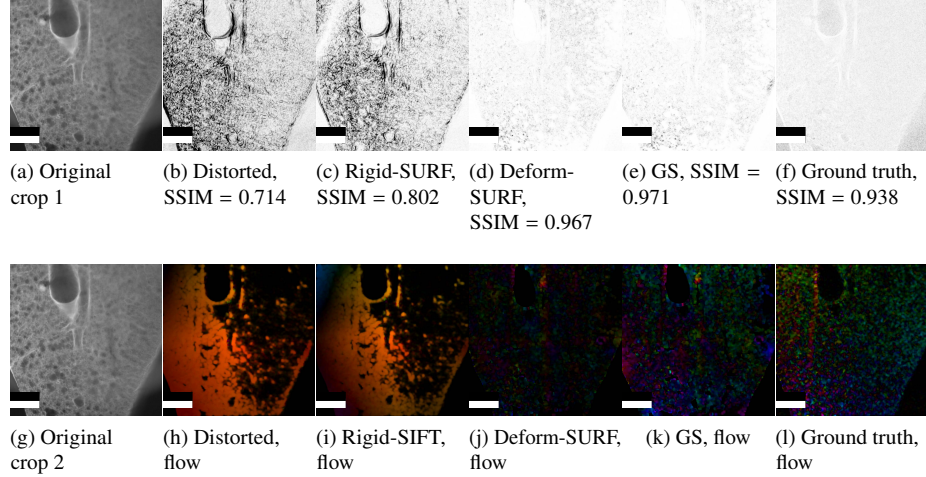 (a) Original
crop 1
(b) Distorted,
SSIM = 0.714
(c) Rigid-SURF,
SSIM = 0.802
(d) Deform-
SURF,
SSIM = 0.967
(e) GS, SSIM =
0.971
(f) Ground truth,
SSIM = 0.938
(g) Original
crop 2
(h) Distorted,
flow
(i) Rigid-SIFT,
flow
(j) Deform-SURF,
flow
(k) GS, flow
(l) Ground truth,
flow